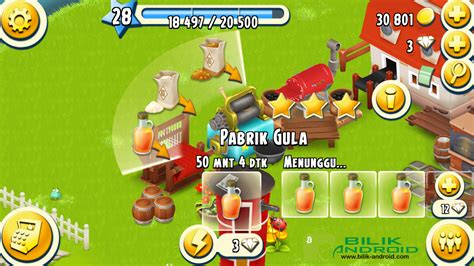 28
18 497 / 20 500
30 801
2
Pabrik Gula
50 mnt 4 dtk Menunggu...
3
12
BILIK
ANDROID
www.bilik-android.com